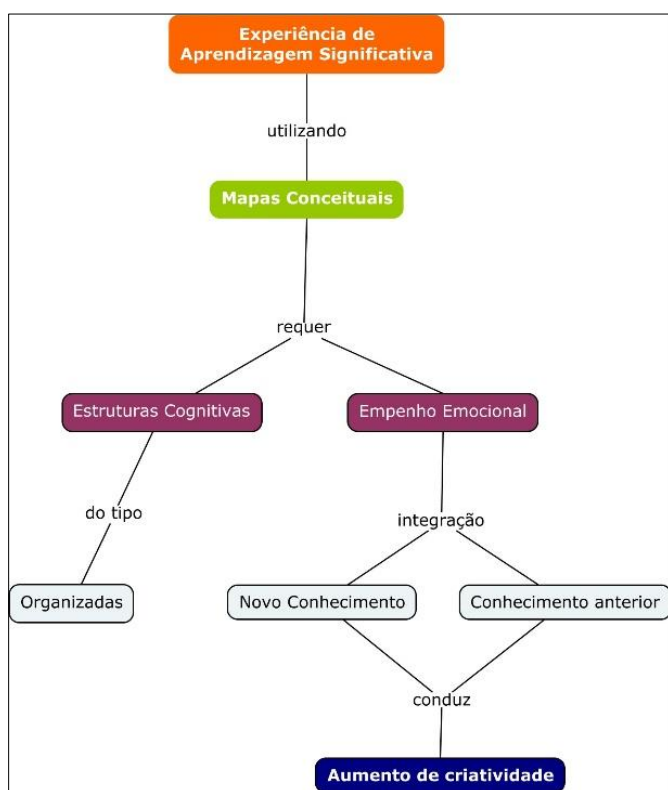 Experiência de
Aprendizagem Significativa
utilizando
Mapas Conceituais
requer
Estruturas Cognitivas
Empenho Emocional
do tipo
integração
Organizadas
Novo Conhecimento
Conhecimento anterior
conduz
Aumento de criatividade